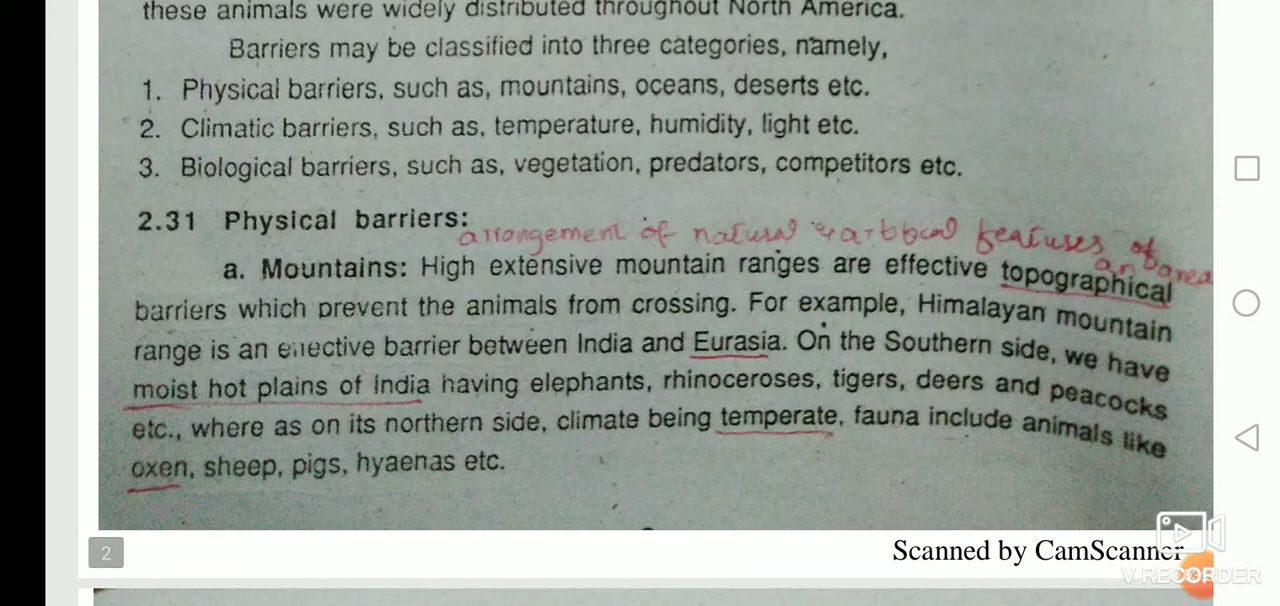 these animals were widely distributed throughout North America.
Barriers may be classified into three categories, namely,
1. Physical barriers, such as, mountains, oceans, deserts etc.
2. Climatic barriers, such as, temperature, humidity, light etc.
3. Biological barriers, such as, vegetation, predators, competitors etc.
2.31 Physical barriers:
arrangement of natural features of
an area
a. Mountains: High extensive mountain ranges are effective topographical
barriers which prevent the animals from crossing. For example, Himalayan mountain
range is an effective barrier between India and Eurasia. On the Southern side, we have
moist hot plains of India having elephants, rhinoceroses, tigers, deers and peacocks
etc., where as on its northern side, climate being temperate, fauna include animals like
oxen, sheep, pigs, hyaenas etc.
2
Scanned by CamScanner
V RECORDER